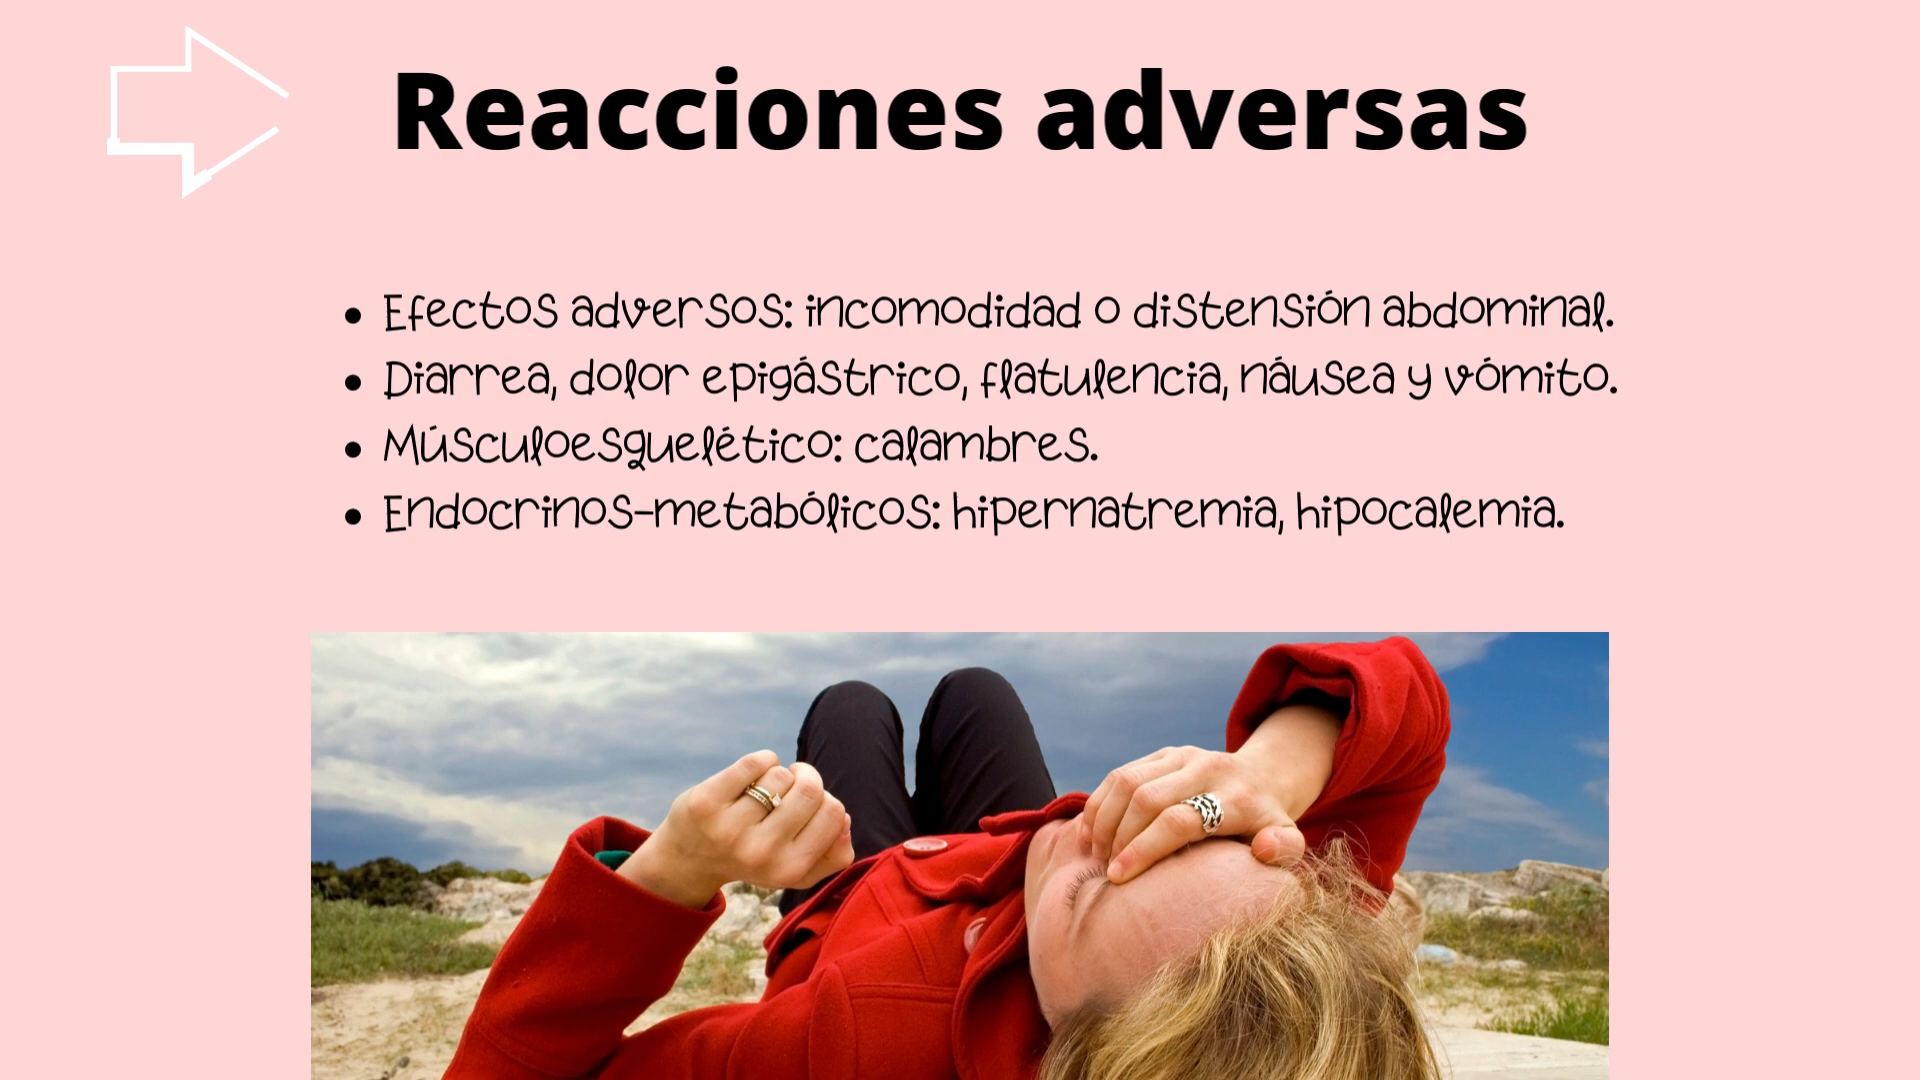 Reacciones adversas
• Efectos adversos: incomodidad o distensión abdominal.
• Diarrea, dolor epigástrico, flatulencia, náusea y vómito.
• Músculoesquelético: calambres.
• Endocrinos-metabólicos: hipernatremia, hipocalemia.